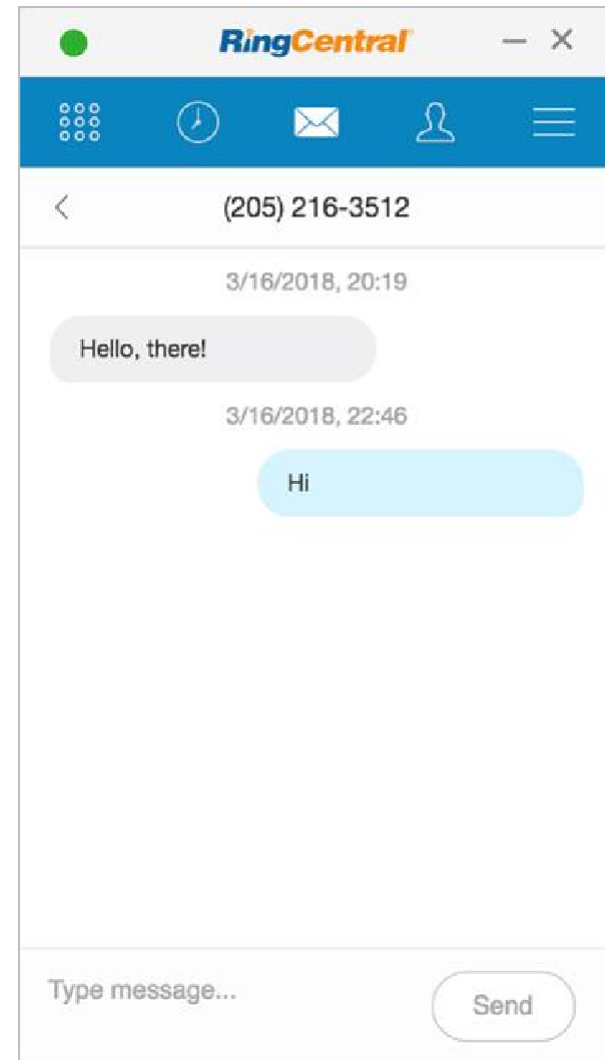 RingCentral
(205) 216-3512
3/16/2018, 20:19
Hello, there!
3/16/2018, 22:46
Hi
Type message...
Send